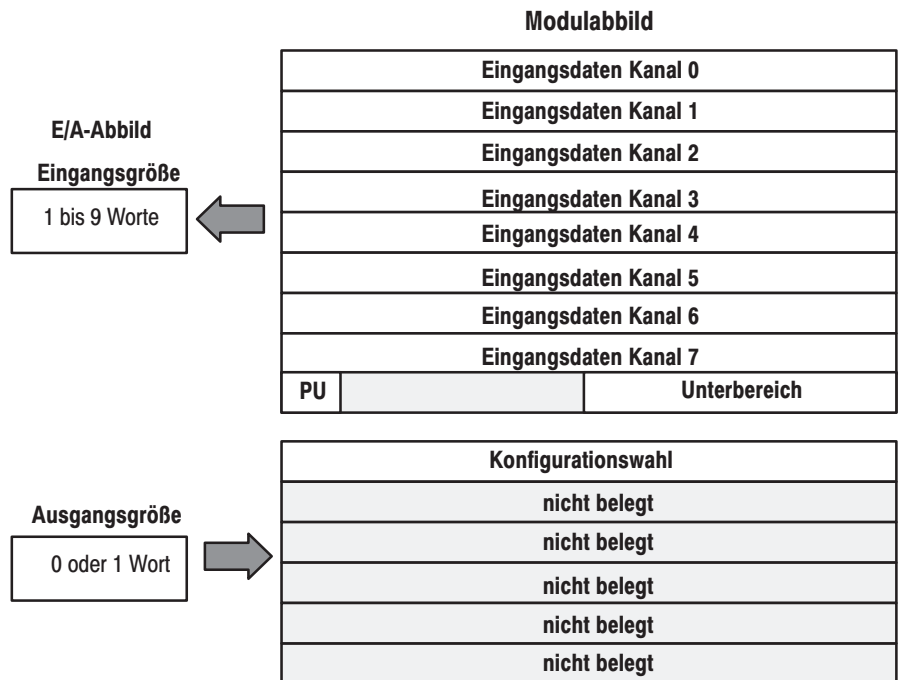 Modulabbild
Eingangsdaten Kanal 0
Eingangsdaten Kanal 1
E/A-Abbild
Eingangsdaten Kanal 2
Eingangsgröße
Eingangsdaten Kanal 3
1 bis 9 Worte
Eingangsdaten Kanal 4
Eingangsdaten Kanal 5
Eingangsdaten Kanal 6
Eingangsdaten Kanal 7
PU Unterbereich
Konfigurationswahl
nicht belegt
Ausgangsgröße
nicht belegt
0 oder 1 Wort
nicht belegt
nicht belegt
nicht belegt